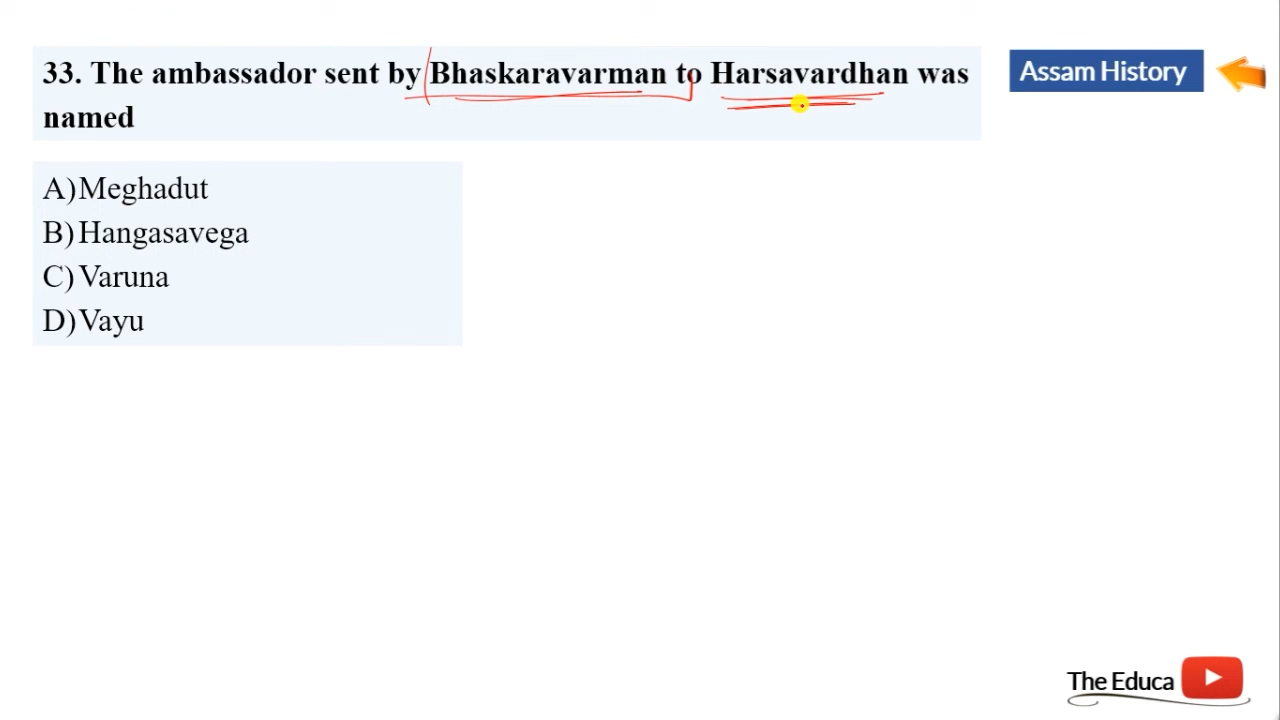 33. The ambassador sent by Bhaskaravarman to Harsavardhan was
named
Assam History
A) Meghadut
B) Hangasavega
C) Varuna
D) Vayu
The Educa